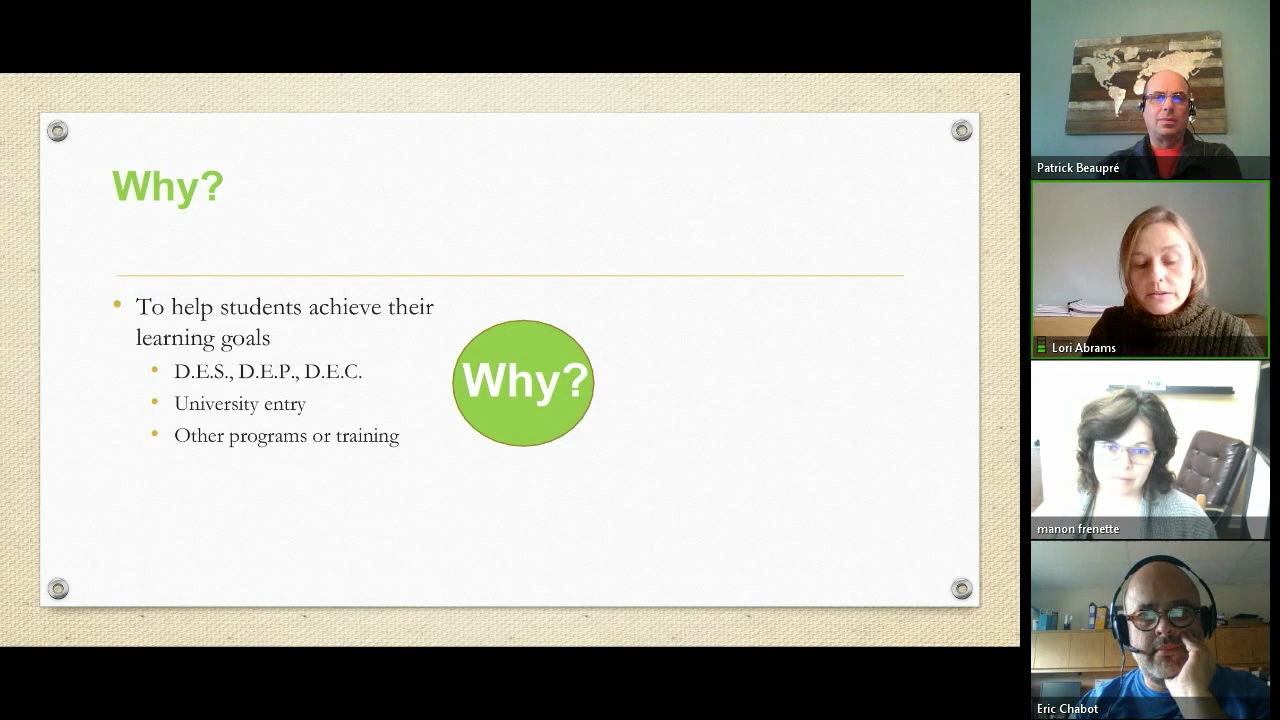 Why?
To help students achieve their
learning goals
D.E.S., D.E.P., D.E.C.
University entry
Other programs or training
Why?
Patrick Beaupré
Lori Abrams
manon frenette
Eric Chabot